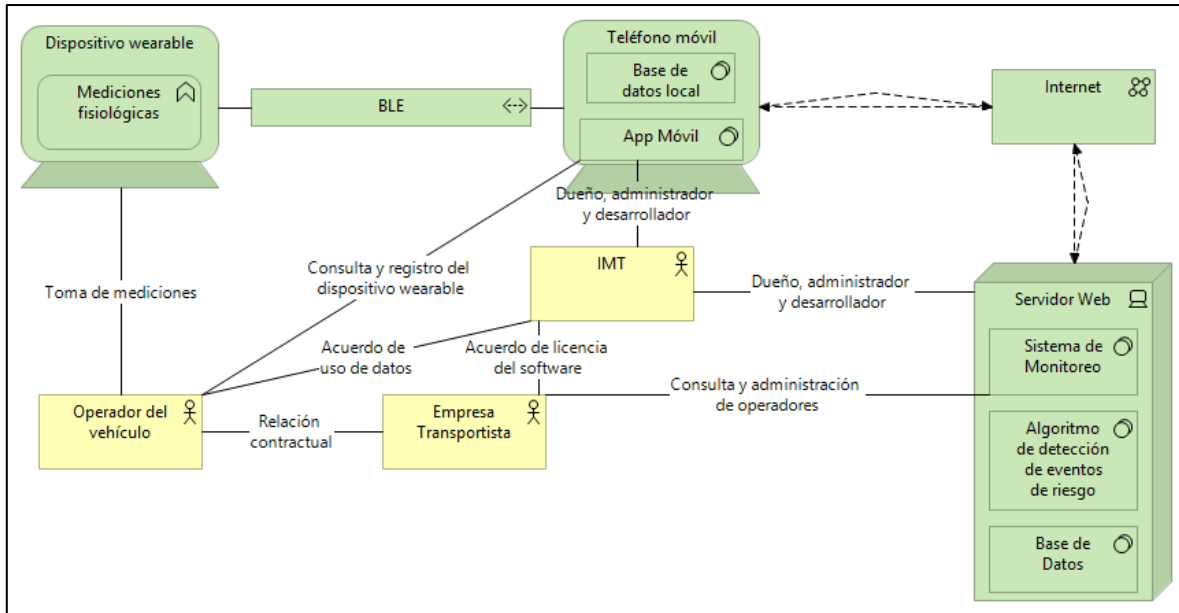 Dispositivo wearable
Mediciones
fisiológicas
BLE
Teléfono móvil
Base de
datos local
App Móvil
Internet
Dueño, administrador
y desarrollador
IMT
Consulta y registro del
dispositivo wearable
Toma de mediciones
Dueño, administrador
y desarrollador
Servidor Web
Sistema de
Monitoreo
Acuerdo de
uso de datos
Acuerdo de licencia
del software
Consulta y administración
de operadores
Operador del
vehículo
Relación
contractual
Empresa
Transportista
Algoritmo
de detección
de eventos
de riesgo
Base de
Datos